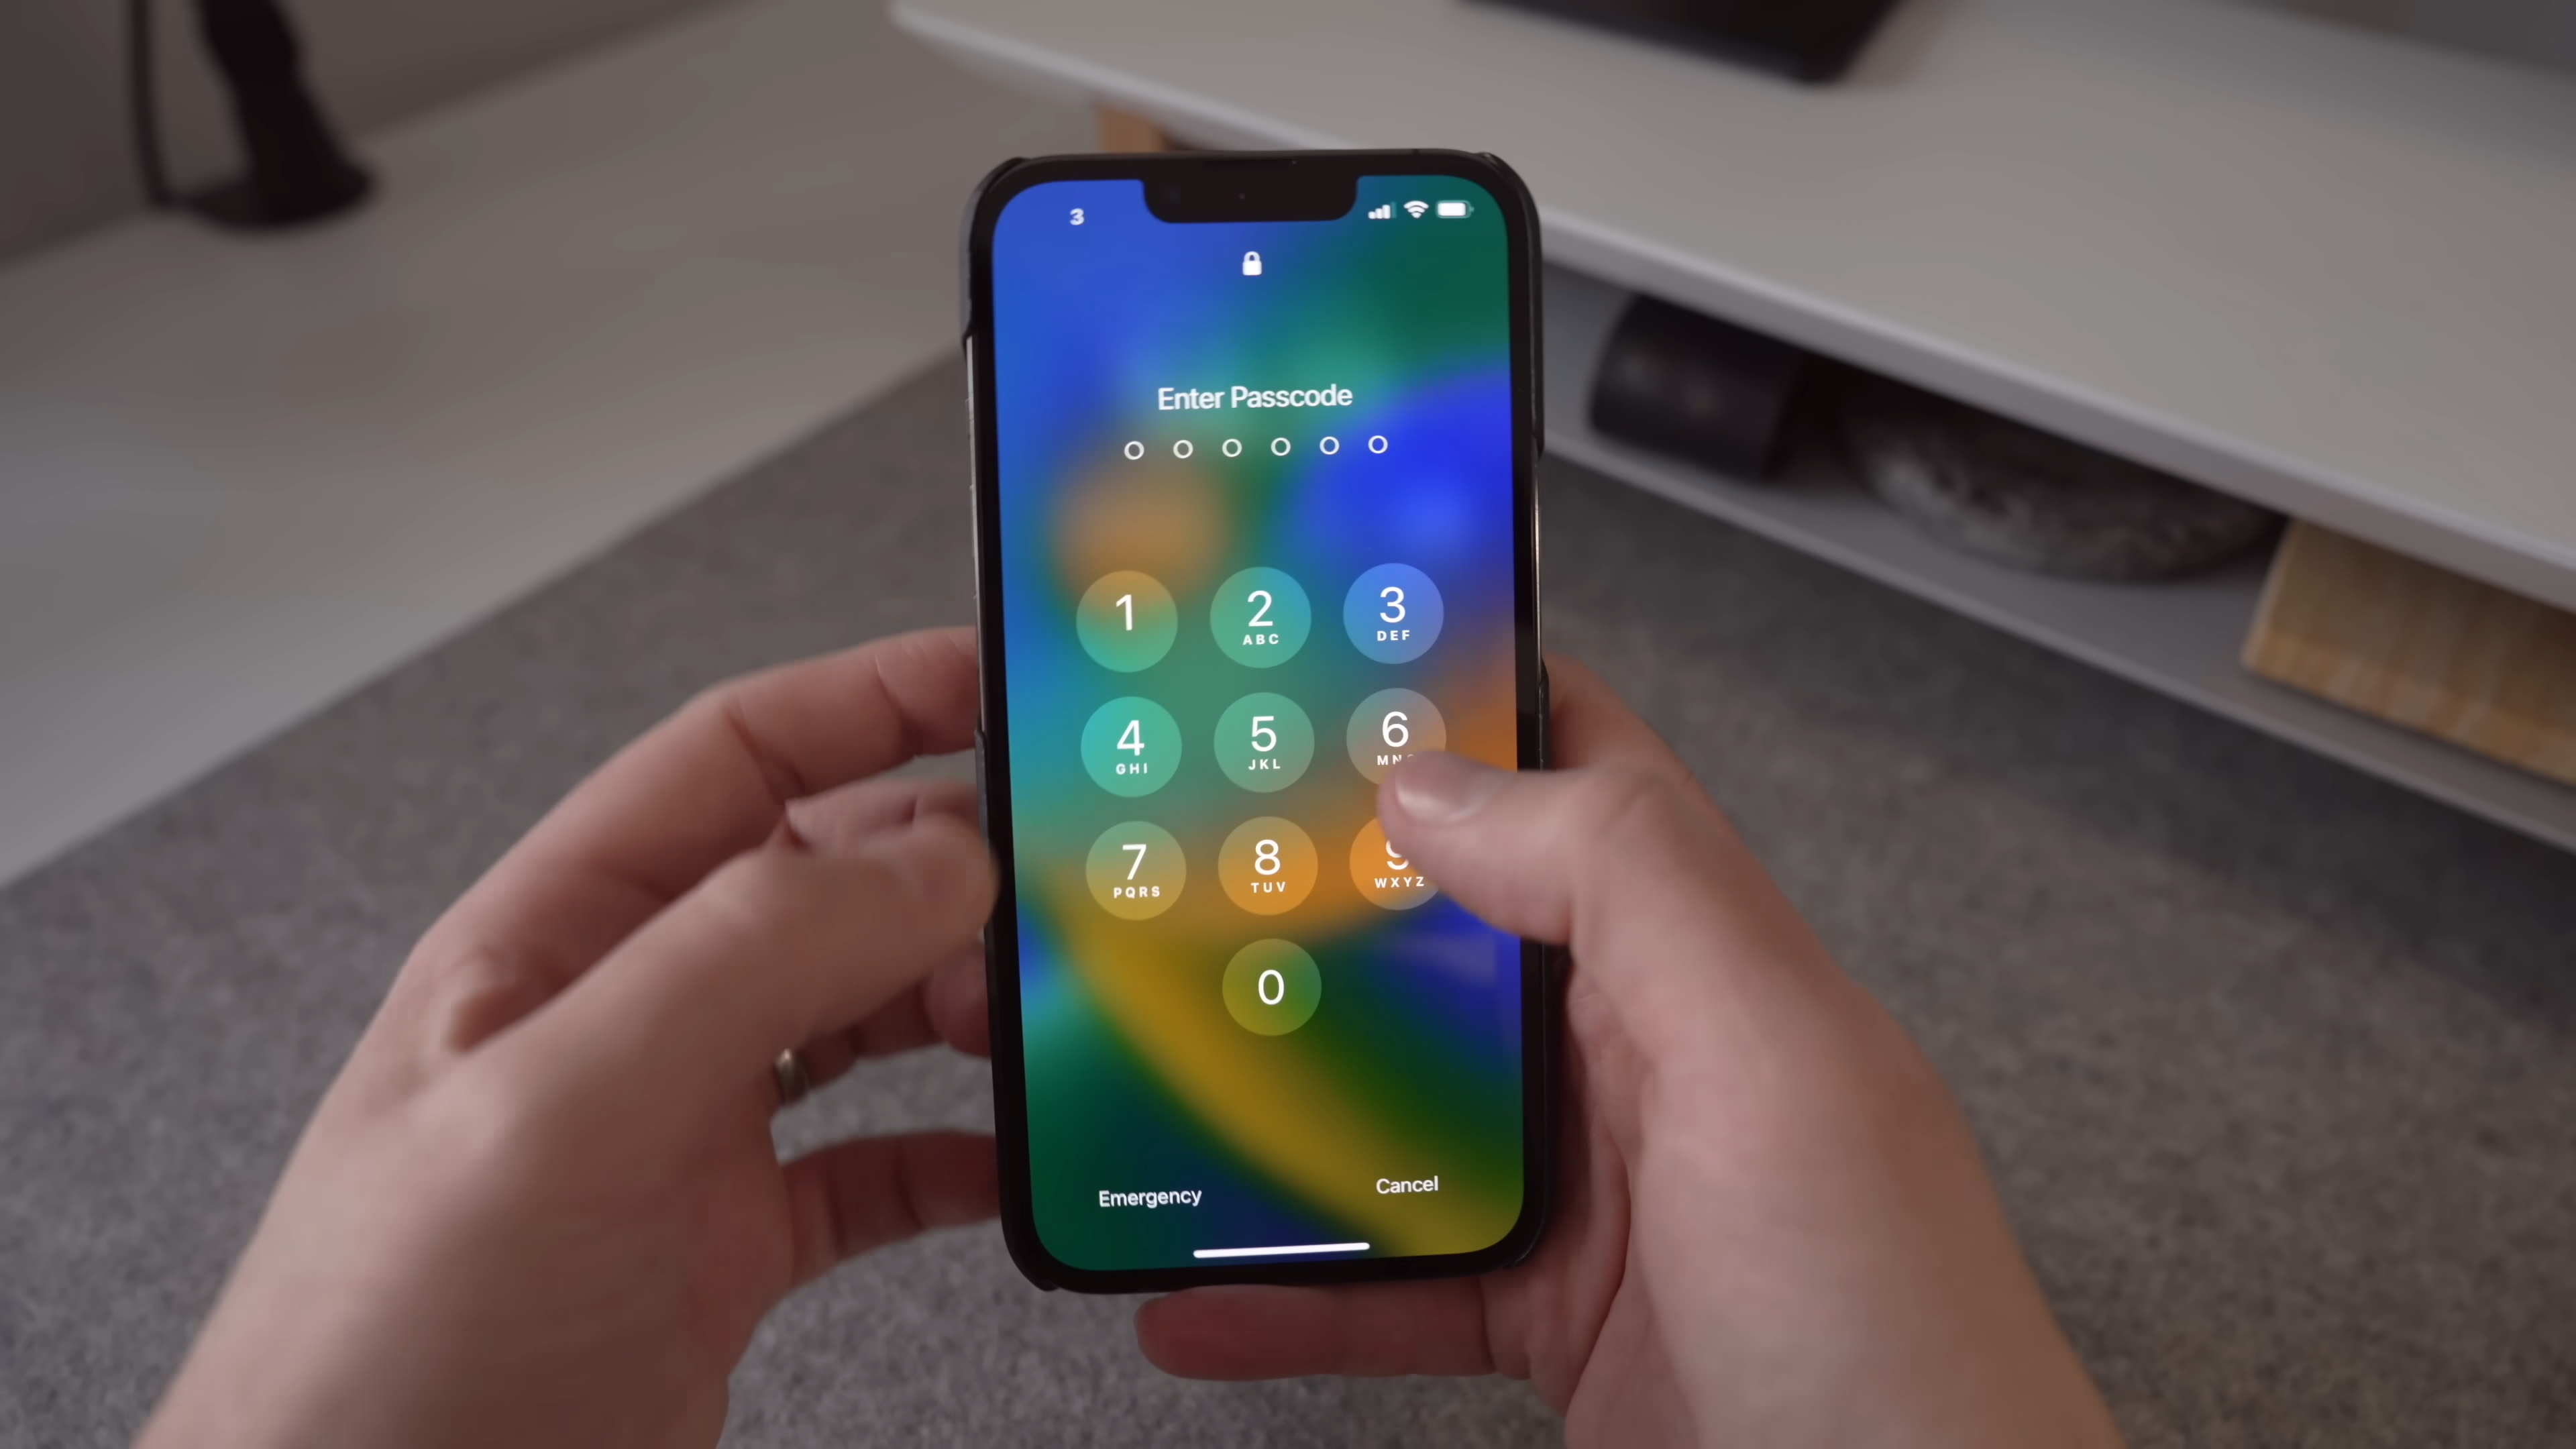 3
Enter Passcode
1 2 3
ABC DEF
4 5 6
GHI JKL
7 8 9
PQRS TUV WXYZ
0
Emergency Cancel